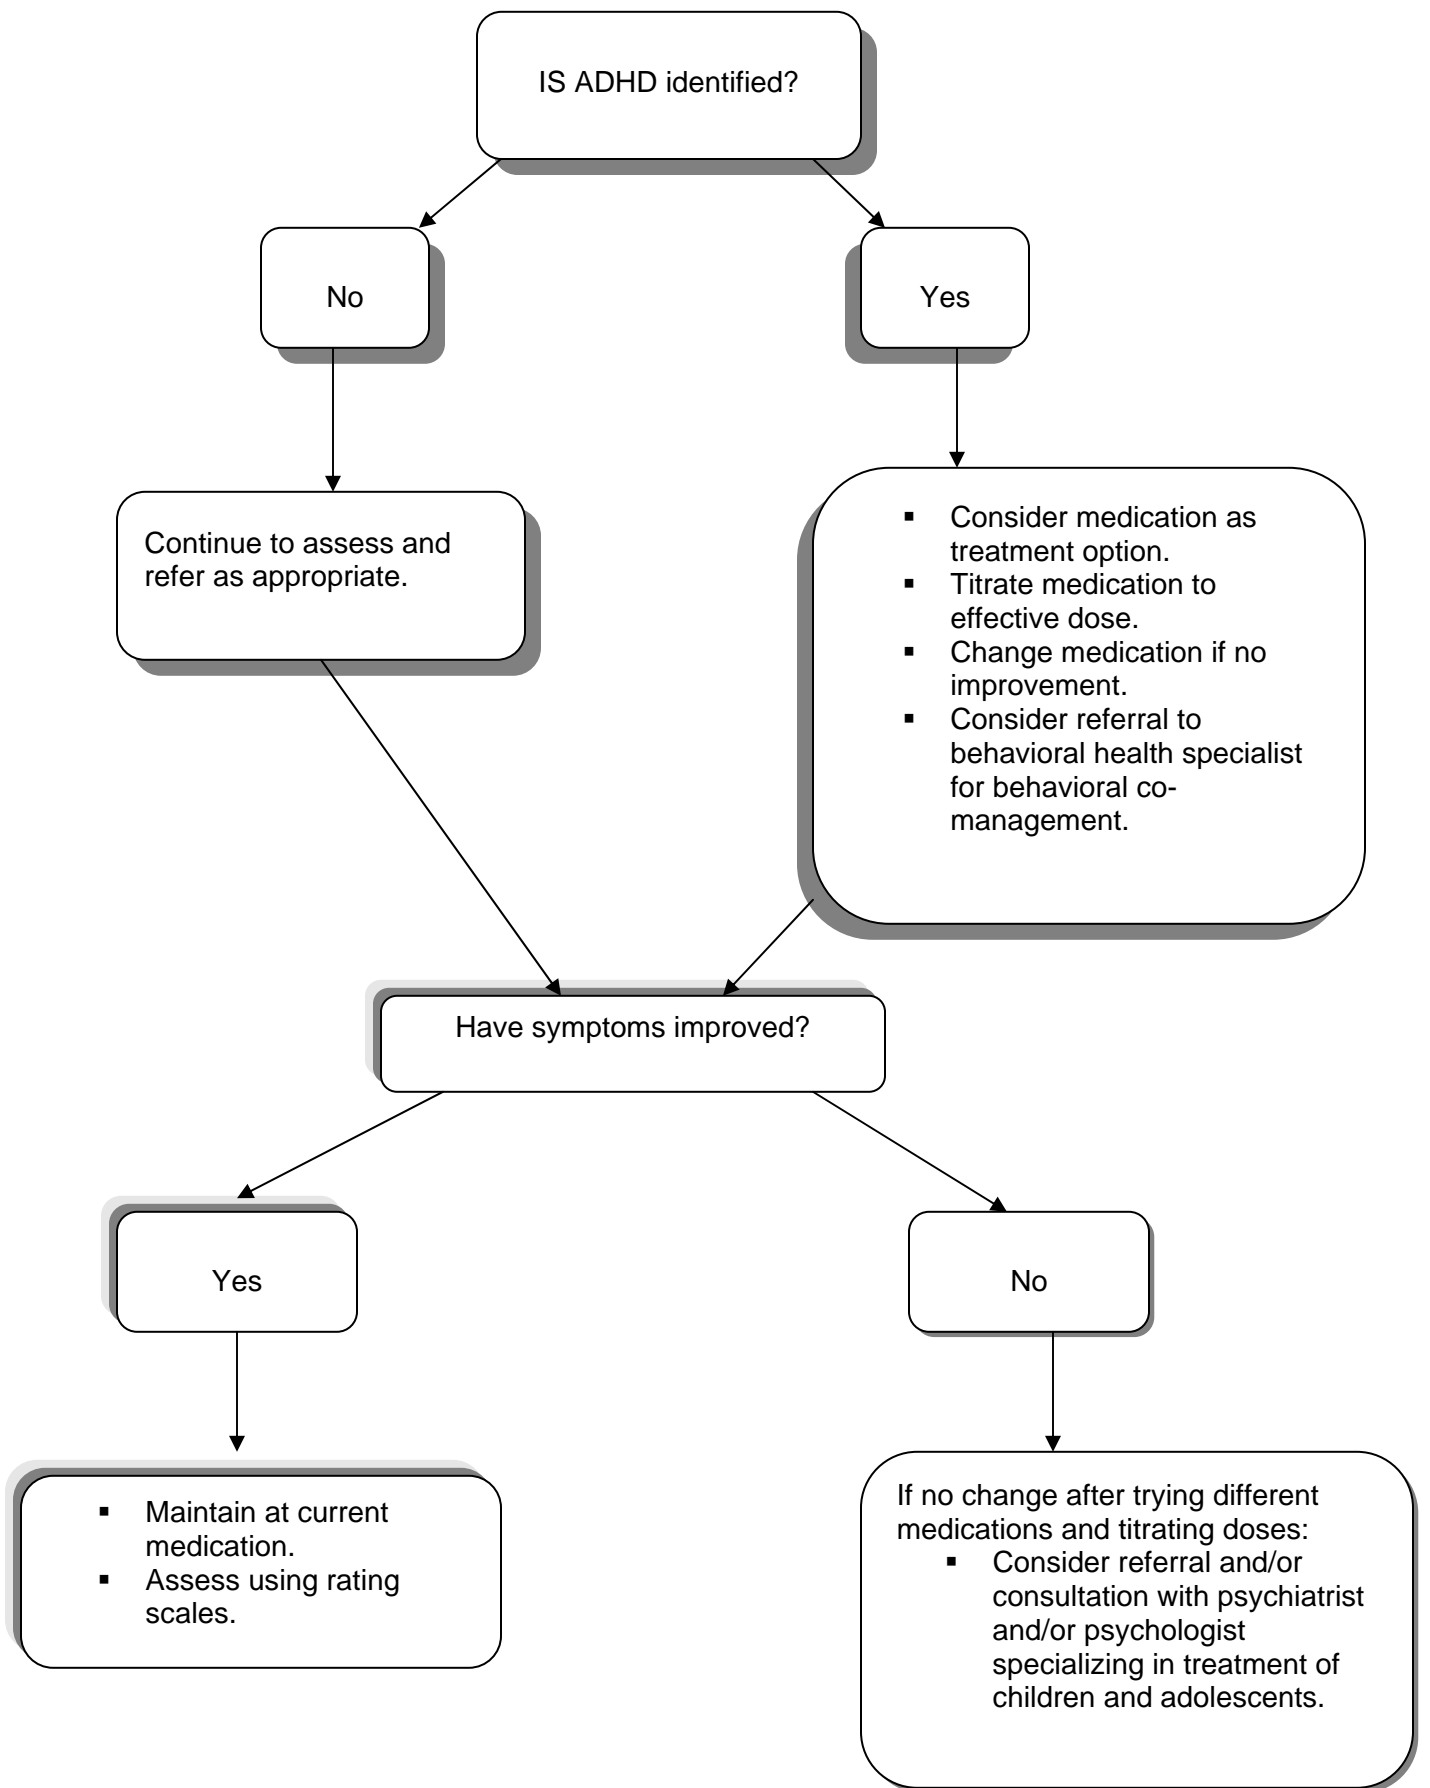 IS ADHD identified?
No
Yes
Continue to assess and
refer as appropriate.
▪ Consider medication as
treatment option.
▪ Titrate medication to
effective dose.
▪ Change medication if no
improvement.
▪ Consider referral to
behavioral health specialist
for behavioral co-
management.
Have symptoms improved?
Yes
No
▪ Maintain at current
medication.
▪ Assess using rating
scales.
If no change after trying different
medications and titrating doses:
▪ Consider referral and/or
consultation with psychiatrist
and/or psychologist
specializing in treatment of
children and adolescents.